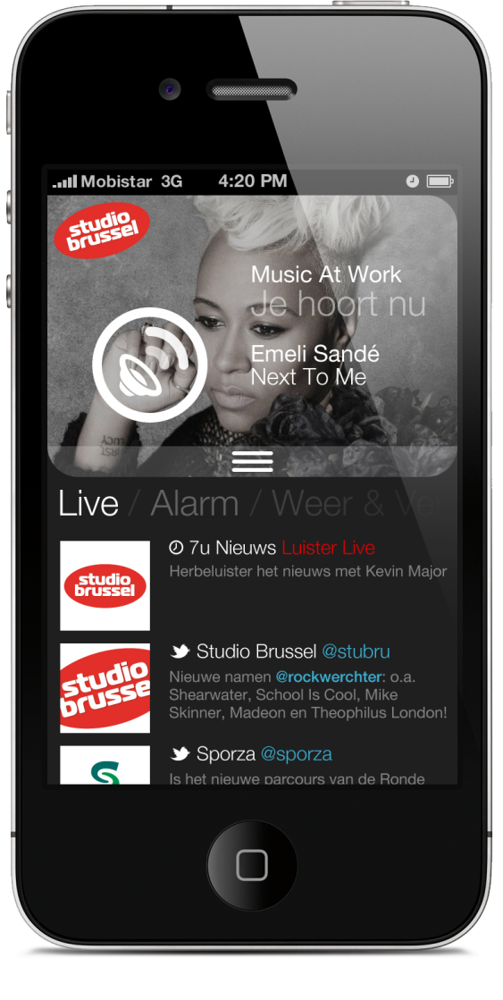 Mobistar 3G 4:20 PM
studio
brussel
Music At Work
Je hoort nu
Emeli Sandé
Next To Me
Live / Alarm / Weer & Ver
studio
brussel
7u Nieuws Luister Live
Herbeluister het nieuws met Kevin Major
studio
brusse
Studio Brussel @stubru
Nieuwe namen @rockwerchter: o.a.
Shearwater, School Is Cool, Mike
Skinner, Madeon en Theophilus London!
Sporza @sporza
Is het nieuwe parcours van de Ronde